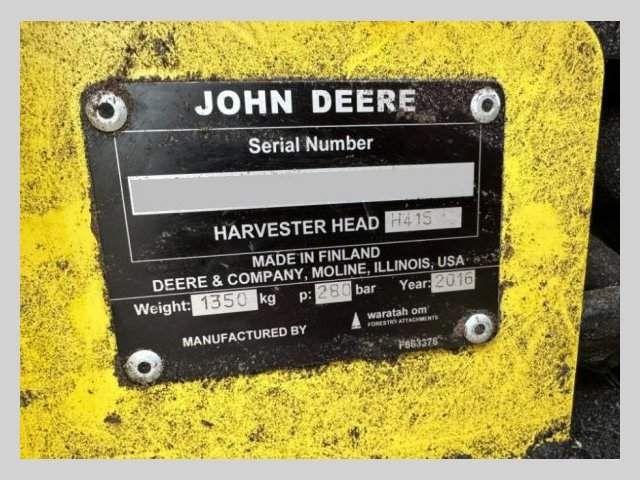 JOHN DEERE
Serial Number
HARVESTER HEAD H415
MADE IN FINLAND
DEERE & COMPANY, MOLINE, ILLINOIS, USA
Weight: 1350 kg p: 280 bar Year: 2016
MANUFACTURED BY waratah om
FORESTRY ATTACHMENTS
F663376